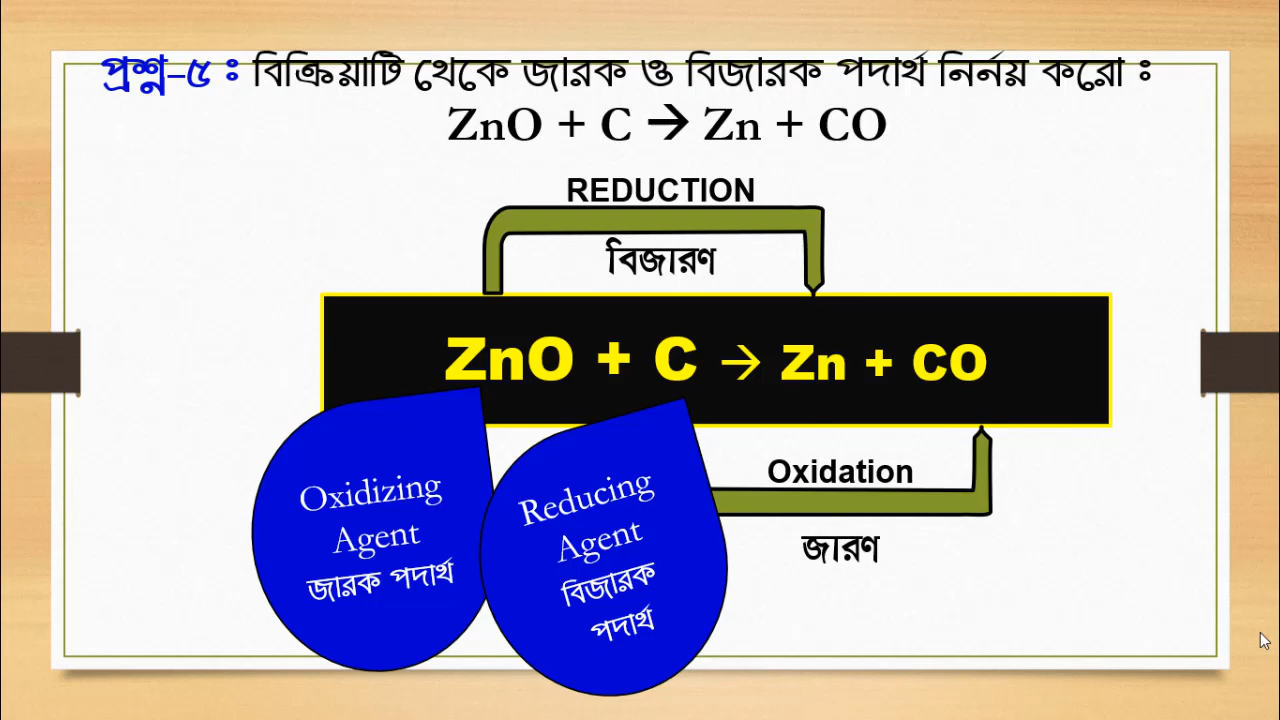 প্রশ্ন-৫ ঃ বিক্রিয়াটি থেকে জারক ও বিজারক পদার্থ নির্নয় করো ঃ
ZnO + C → Zn + CO
REDUCTION
বিজারণ
ZnO + C → Zn + CO
Oxidation
জারণ
Oxidizing
Agent
জারক পদার্থ
Reducing
Agent
বিজারক
পদার্থ